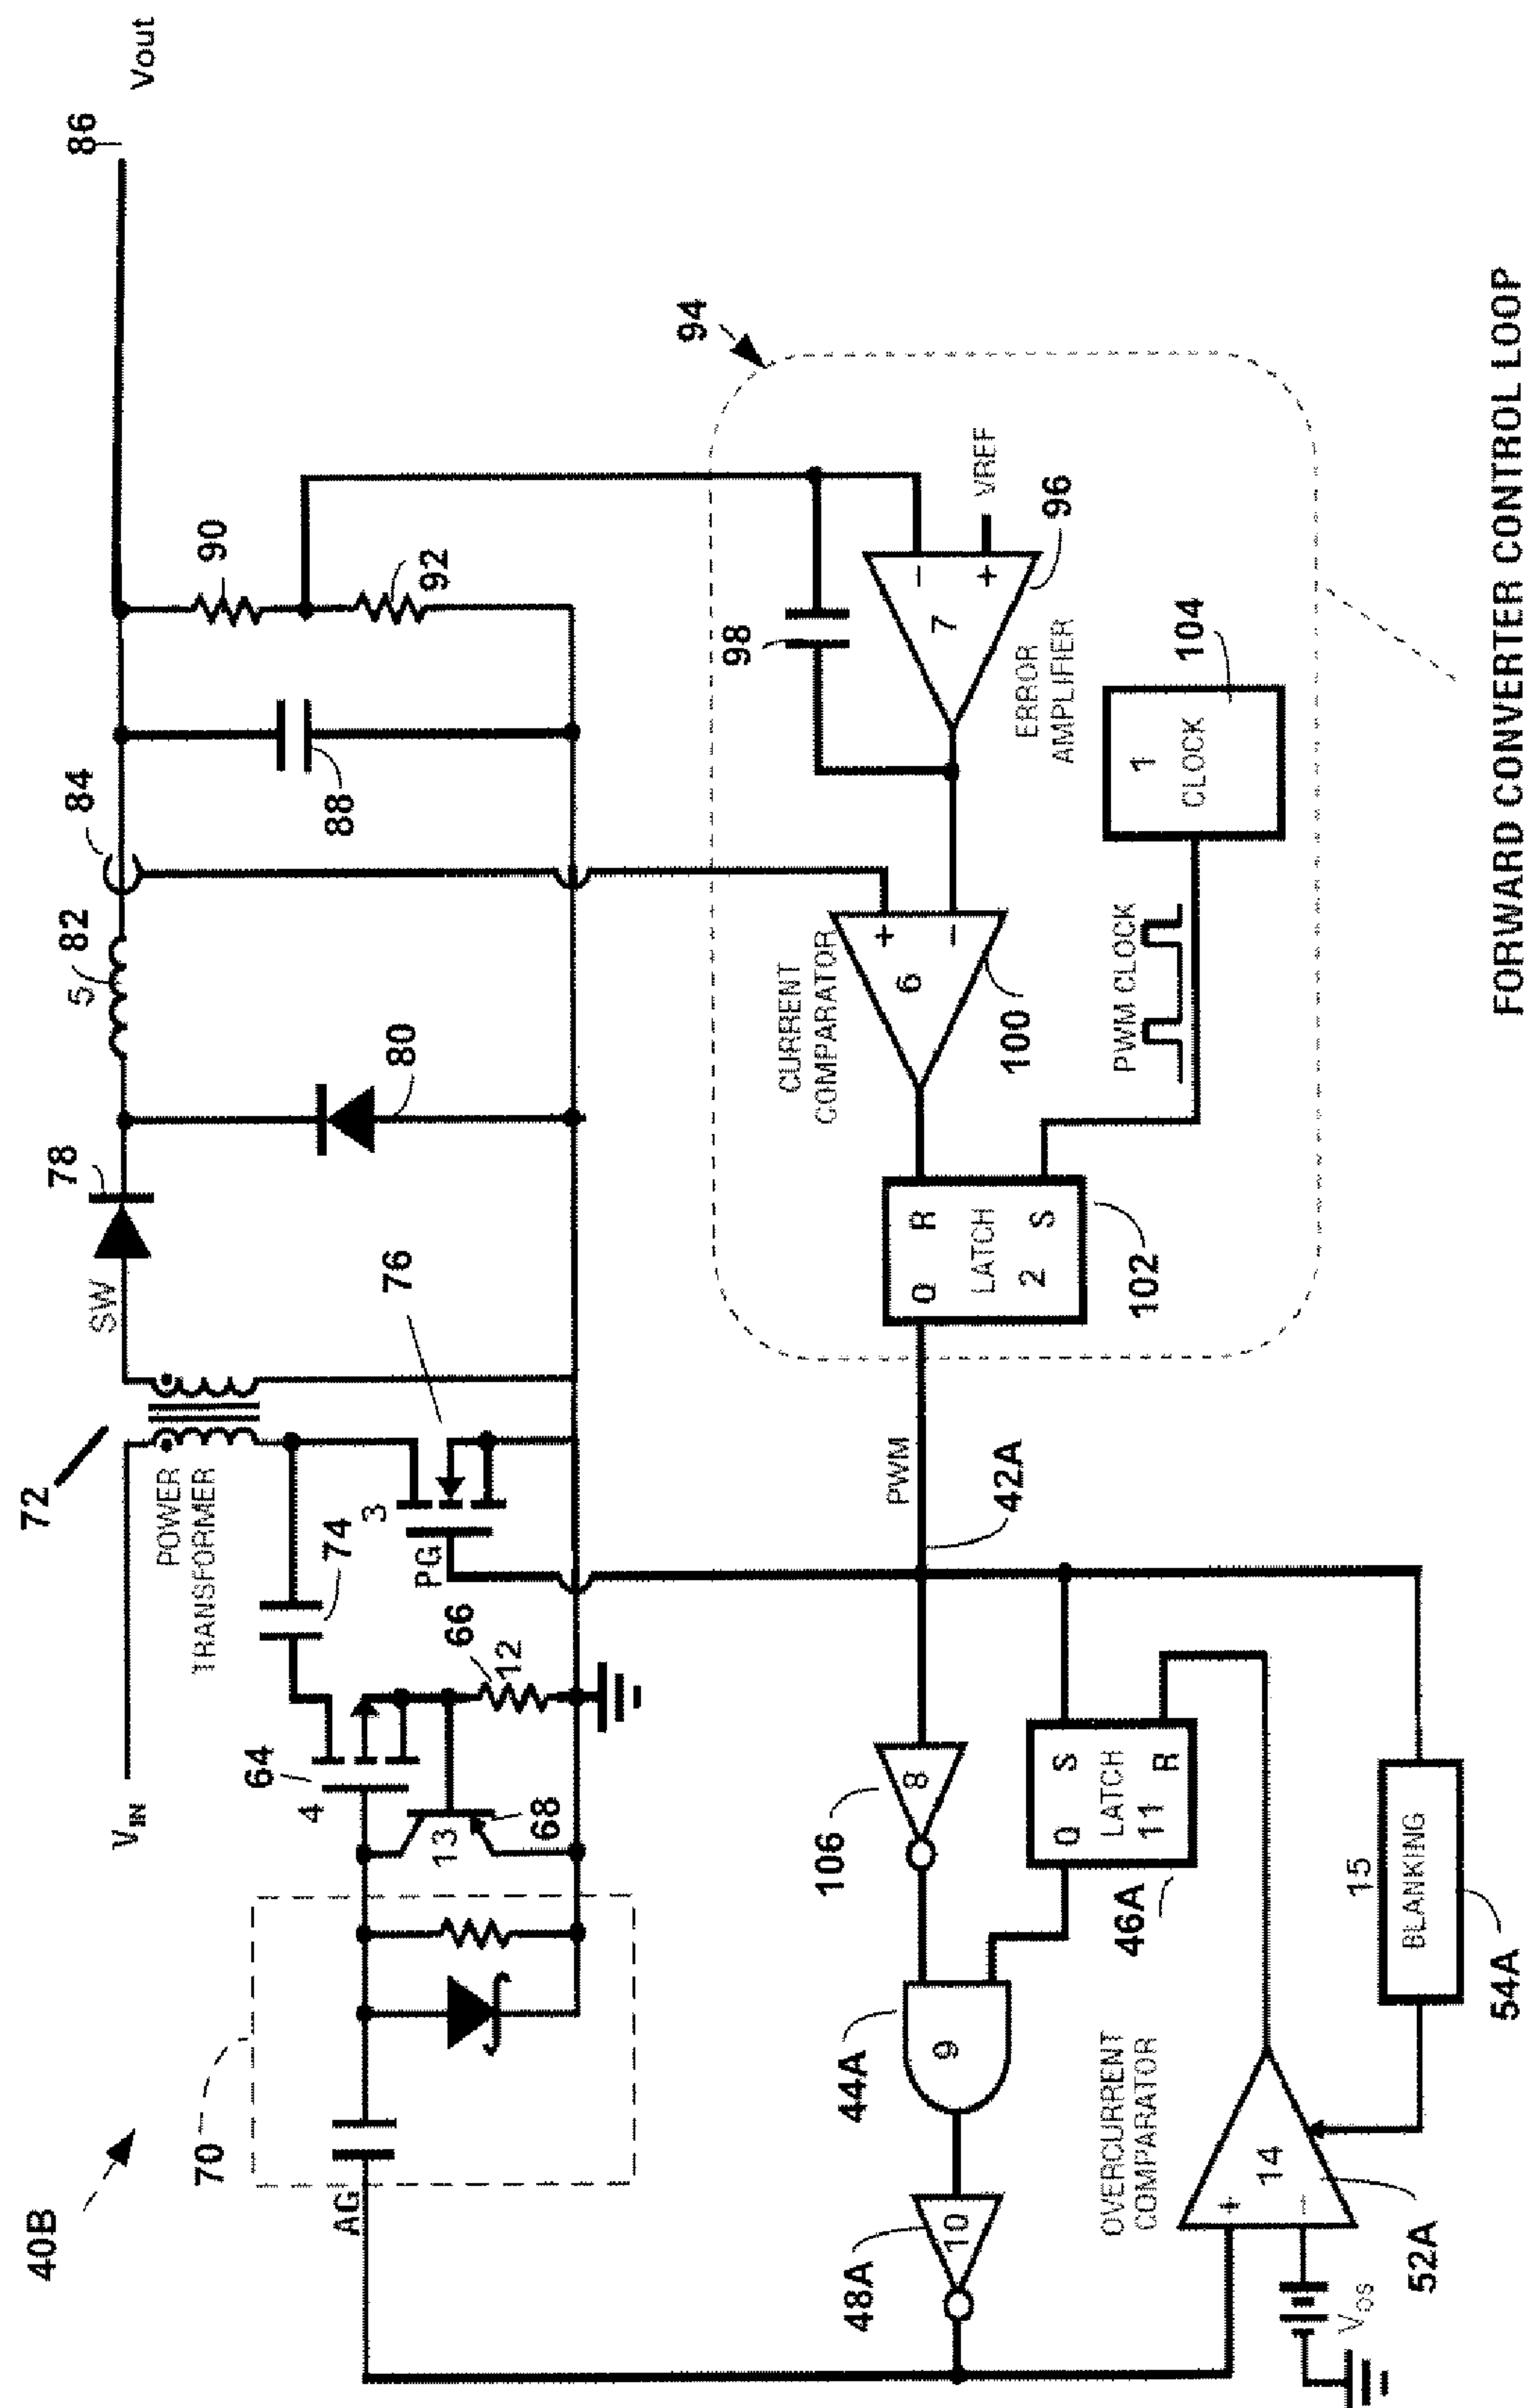 40B
70
AG
64
4
13
68
66
12
74
72
POWER
TRANSFORMER
VIN
PG
3
76
SW
78
80
5
82
84
88
90
92
86
Vout
94
98
7
−
+
VREF
96
ERROR
AMPLIFIER
CURRENT
COMPARATOR
6
+
−
100
1
CLOCK
104
PWM CLOCK
Q
R
LATCH
2
S
102
PWM
42A
106
8
44A
9
48A
10
Q
S
LATCH
11
R
46A
OVERCURRENT
COMPARATOR
14
+
−
52A
VOS
15
BLANKING
54A
FORWARD CONVERTER CONTROL LOOP